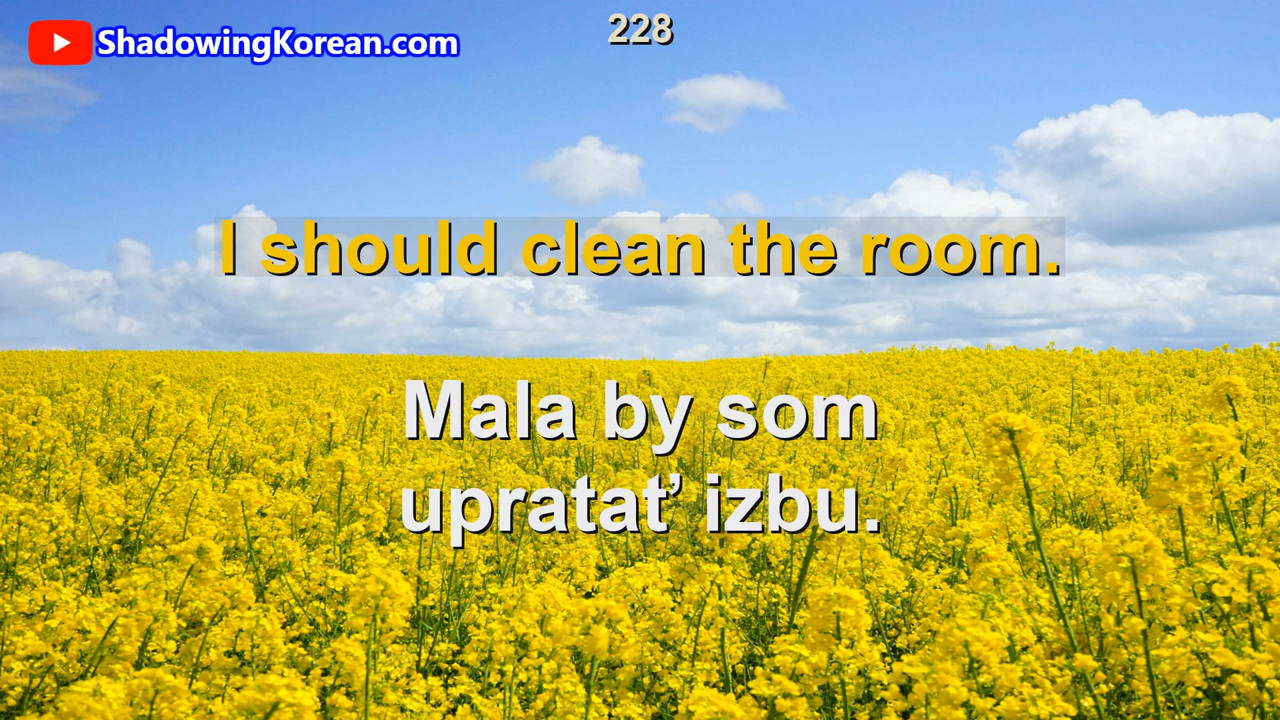 ShadowingKorean.com
228
I should clean the room.
Mala by som
upratať izbu.